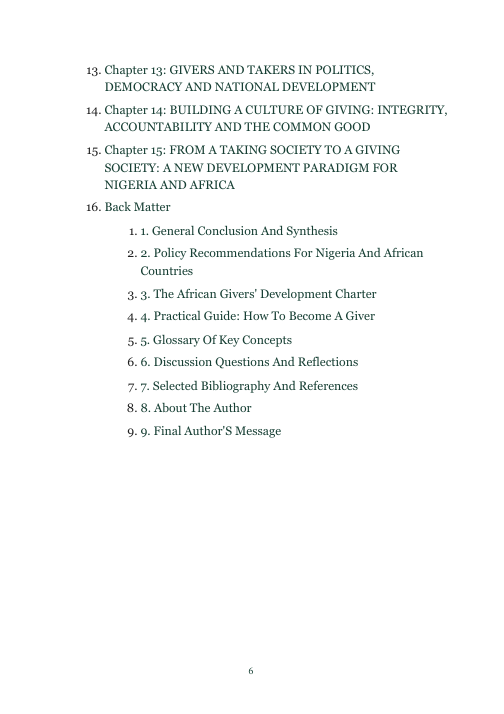 13. Chapter 13: GIVERS AND TAKERS IN POLITICS,
DEMOCRACY AND NATIONAL DEVELOPMENT
14. Chapter 14: BUILDING A CULTURE OF GIVING: INTEGRITY,
ACCOUNTABILITY AND THE COMMON GOOD
15. Chapter 15: FROM A TAKING SOCIETY TO A GIVING
SOCIETY: A NEW DEVELOPMENT PARADIGM FOR
NIGERIA AND AFRICA
16. Back Matter
1. 1. General Conclusion And Synthesis
2. 2. Policy Recommendations For Nigeria And African
Countries
3. 3. The African Givers' Development Charter
4. 4. Practical Guide: How To Become A Giver
5. 5. Glossary Of Key Concepts
6. 6. Discussion Questions And Reflections
7. 7. Selected Bibliography And References
8. 8. About The Author
9. 9. Final Author'S Message
6